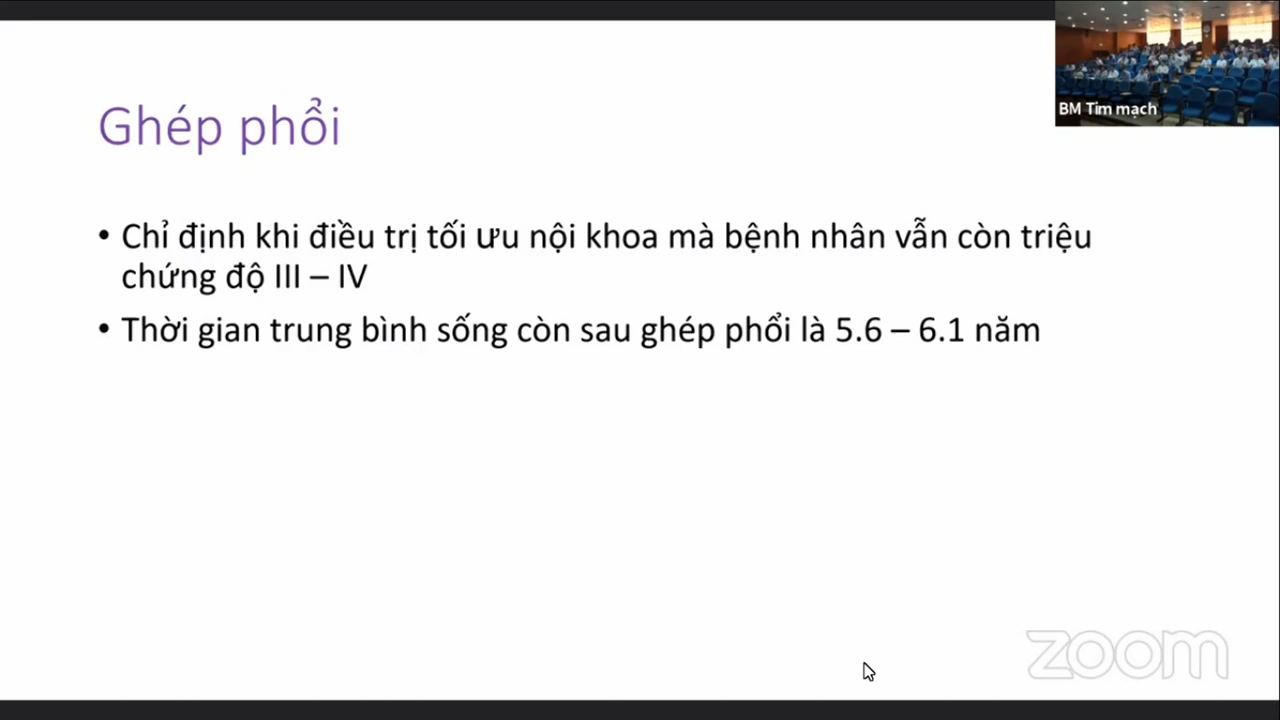 BM Tim mạch
Ghép phổi
• Chỉ định khi điều trị tối ưu nội khoa mà bệnh nhân vẫn còn triệu
chứng độ III – IV
• Thời gian trung bình sống còn sau ghép phổi là 5.6 – 6.1 năm
zoom